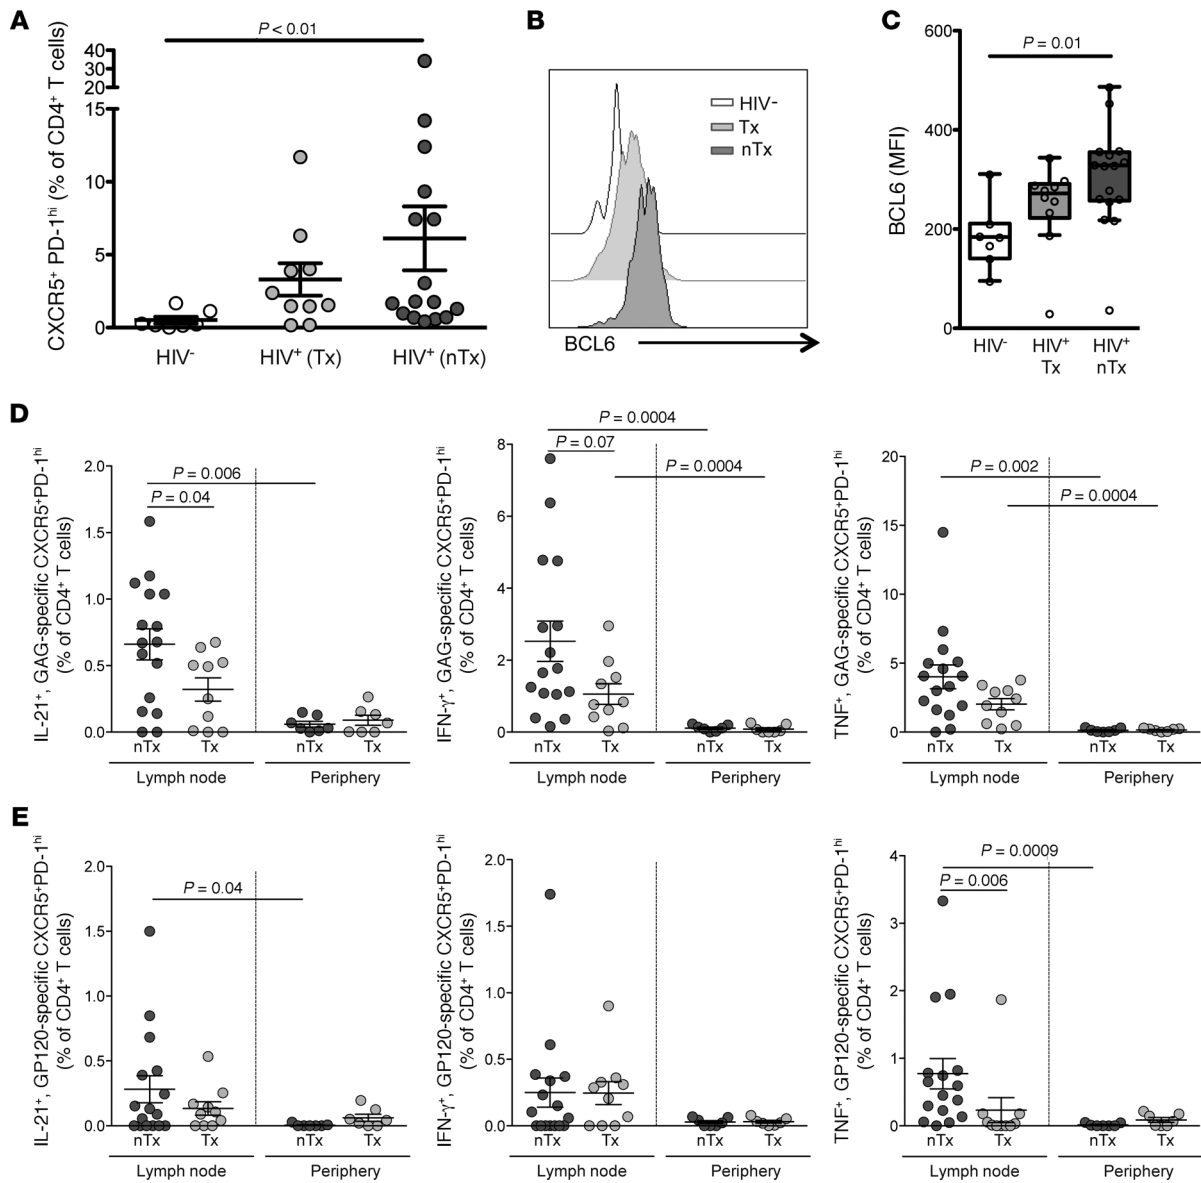 A
CXCR5⁺ PD-1ʰⁱ (% of CD4⁺ T cells)
P < 0.01
40
30
20
15
10
5
0
HIV⁻
HIV⁺ (Tx)
HIV⁺ (nTx)
B
HIV⁻
Tx
nTx
BCL6
C
BCL6 (MFI)
P = 0.01
600
400
200
0
HIV⁻
HIV⁺ Tx
HIV⁺ nTx
D
IL-21⁺, GAG-specific CXCR5⁺PD-1ʰⁱ
(% of CD4⁺ T cells)
P = 0.006
P = 0.04
2.0
1.5
1.0
0.5
0.0
nTx Tx nTx Tx
Lymph node Periphery
IFN-γ⁺, GAG-specific CXCR5⁺PD-1ʰⁱ
(% of CD4⁺ T cells)
P = 0.0004
P = 0.07
P = 0.0004
8
6
4
2
0
nTx Tx nTx Tx
Lymph node Periphery
TNF⁺, GAG-specific CXCR5⁺PD-1ʰⁱ
(% of CD4⁺ T cells)
P = 0.002
P = 0.0004
20
15
10
5
0
nTx Tx nTx Tx
Lymph node Periphery
E
IL-21⁺, GP120-specific CXCR5⁺PD-1ʰⁱ
(% of CD4⁺ T cells)
P = 0.04
2.0
1.5
1.0
0.5
0.0
nTx Tx nTx Tx
Lymph node Periphery
IFN-γ⁺, GP120-specific CXCR5⁺PD-1ʰⁱ
(% of CD4⁺ T cells)
2.0
1.5
1.0
0.5
0.0
nTx Tx nTx Tx
Lymph node Periphery
TNF⁺, GP120-specific CXCR5⁺PD-1ʰⁱ
(% of CD4⁺ T cells)
P = 0.0009
P = 0.006
4
3
2
1
0
nTx Tx nTx Tx
Lymph node Periphery